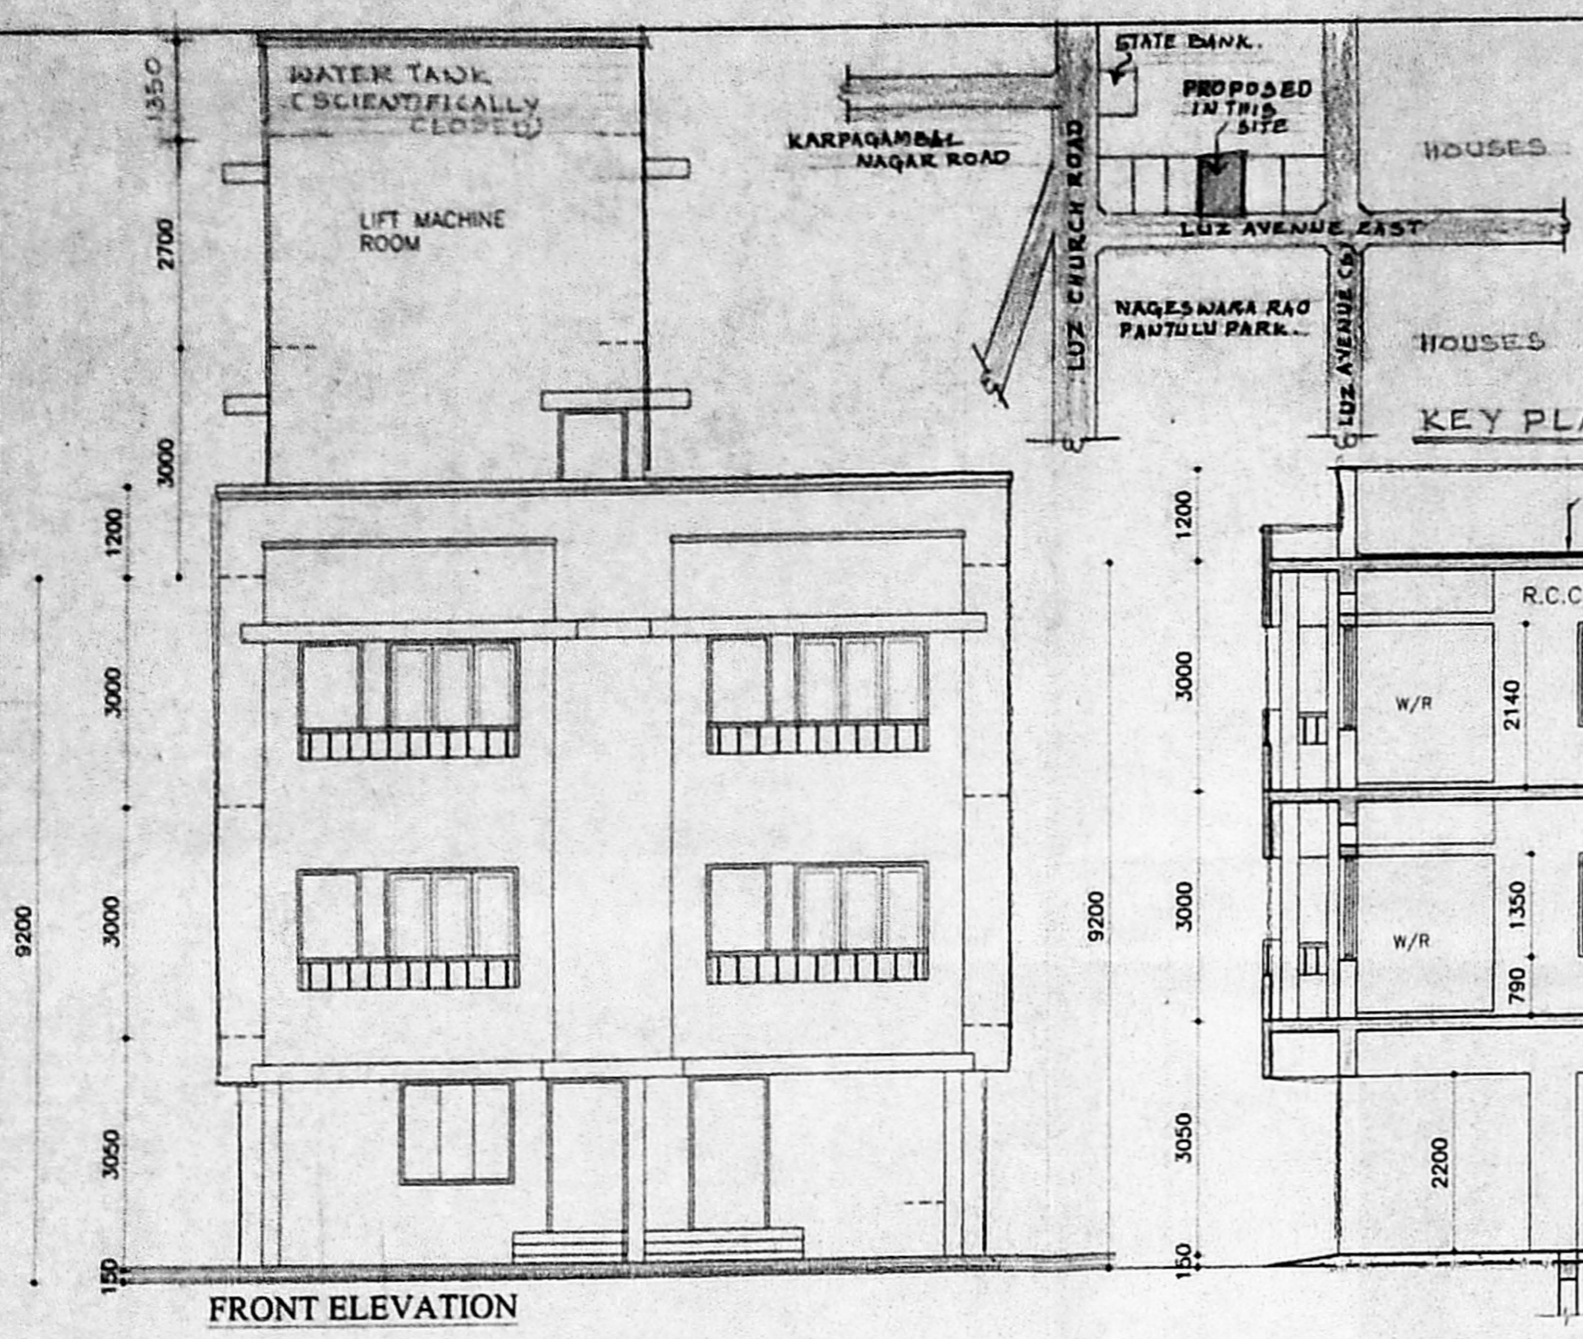 WATER TANK
(SCIENTIFICALLY
CLOSED)
LIFT MACHINE
ROOM
1350
2700
3000
1200
3000
3000
3050
150
9200
FRONT ELEVATION
STATE BANK.
PROPOSED
IN THIS
SITE
KARPAGAMBAL
NAGAR ROAD
LUZ CHURCH ROAD
LUZ AVENUE EAST
LUZ AVENUE (S)
NAGESWARA RAO
PANTULU PARK.
HOUSES
HOUSES
KEY PLA
1200
3000
3000
3050
150
9200
R.C.C
W/R
2140
W/R
1350
790
2200